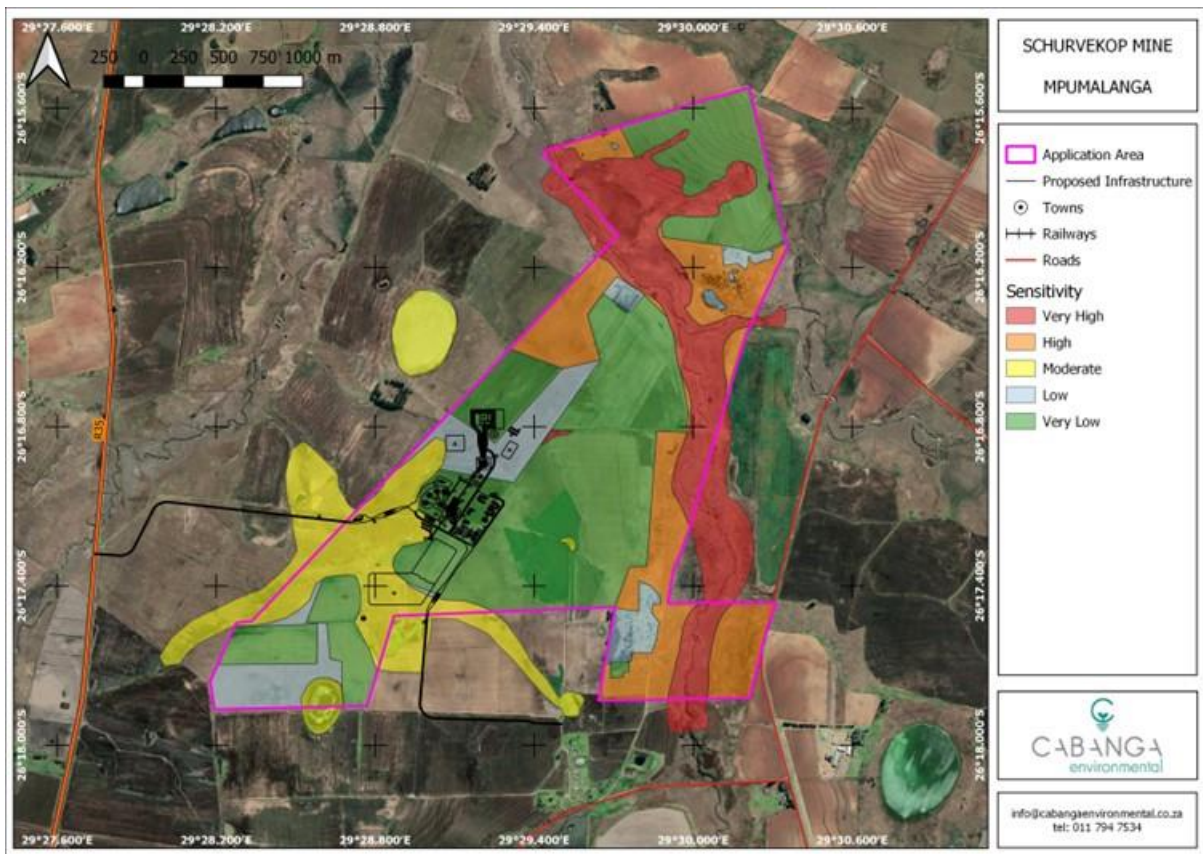 29°27.600'E 29°28.200'E 29°28.800'E 29°29.400'E 29°30.000'E 29°30.600'E
250 0 250 500 750 1000 m
26°15.600'S 26°15.600'S
26°16.200'S 26°16.200'S
26°16.800'S 26°16.800'S
R35
26°17.400'S 26°17.400'S
26°18.000'S 26°18.000'S
29°27.600'E 29°28.200'E 29°28.800'E 29°29.400'E 29°30.000'E 29°30.600'E
SCHURVEKOP MINE
MPUMALANGA
Application Area
Proposed Infrastructure
Towns
Railways
Roads
Sensitivity
Very High
High
Moderate
Low
Very Low
CABANGA
environmental
info@cabangaenvironmental.co.za
tel: 011 794 7534